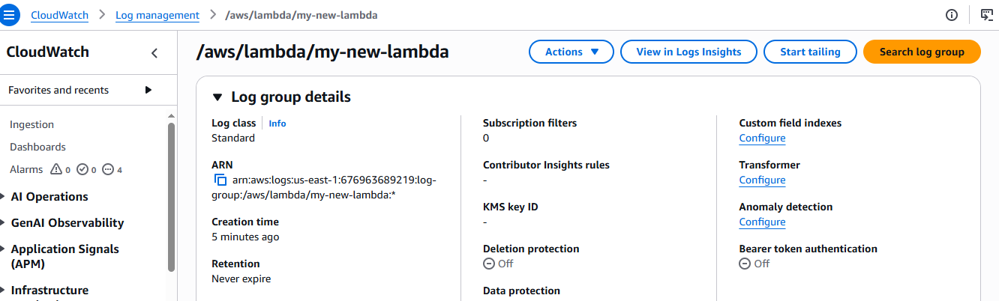 CloudWatch
Log management
/aws/lambda/my-new-lambda
CloudWatch
Favorites and recents
Ingestion
Dashboards
Alarms 0 0 4
AI Operations
GenAI Observability
Application Signals
(APM)
Infrastructure
/aws/lambda/my-new-lambda
Actions
View in Logs Insights
Start tailing
Search log group
Log group details
Log class
Info
Standard
ARN
arn:aws:logs:us-east-1:676963689219:log-
group:/aws/lambda/my-new-lambda:*
Creation time
5 minutes ago
Retention
Never expire
Subscription filters
0
Contributor Insights rules
-
KMS key ID
-
Deletion protection
Off
Data protection
Custom field indexes
Configure
Transformer
Configure
Anomaly detection
Configure
Bearer token authentication
Off